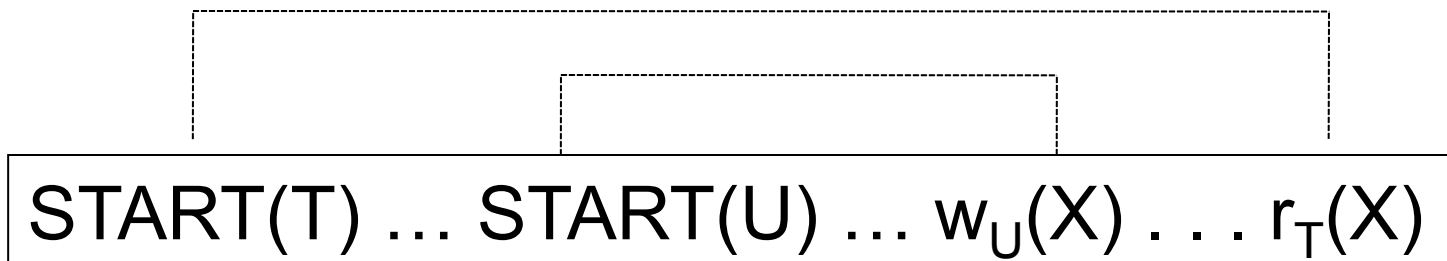 START(T) ... START(U) ... w_U(X) . . . r_T(X)